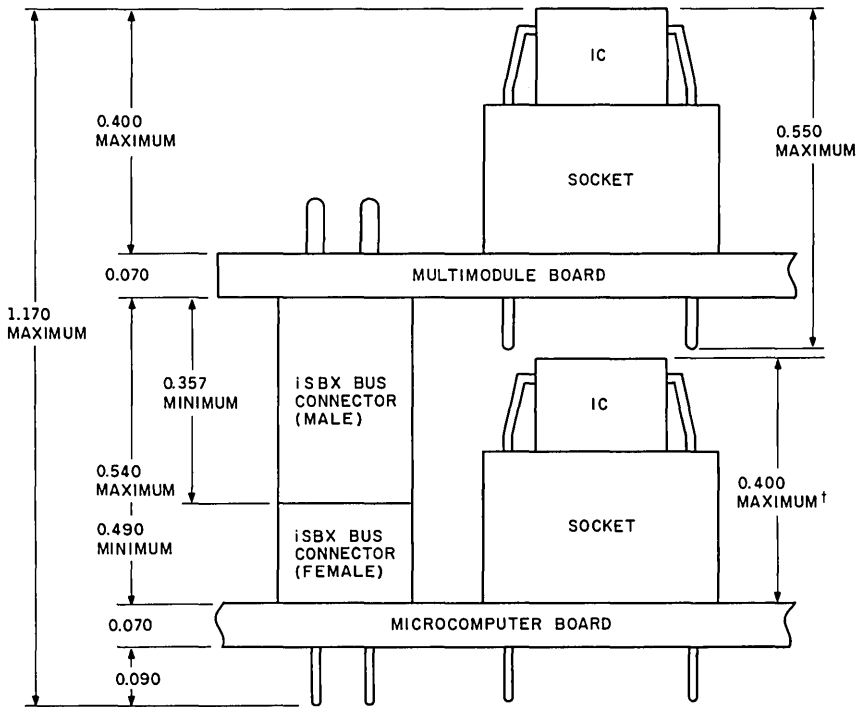 IC
0.400
MAXIMUM
0.550
MAXIMUM
SOCKET
0.070
MULTIMODULE BOARD
1.170
MAXIMUM
0.357
MINIMUM
iSBX BUS
CONNECTOR
(MALE)
IC
0.540
MAXIMUM
0.490
MINIMUM
0.400
MAXIMUM†
iSBX BUS
CONNECTOR
(FEMALE)
SOCKET
0.070
MICROCOMPUTER BOARD
0.090